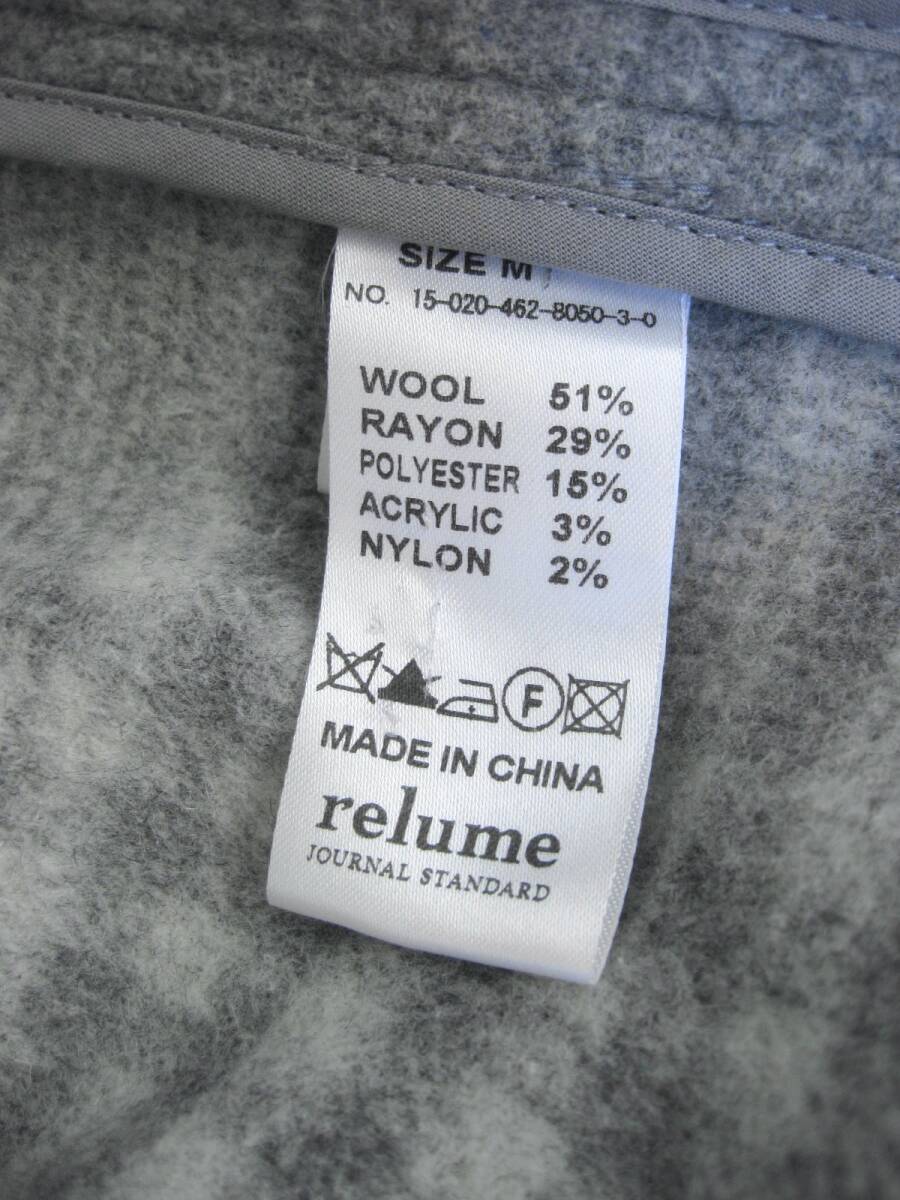 SIZE M
NO. 15-020-462-8050-3-0
WOOL 51%
RAYON 29%
POLYESTER 15%
ACRYLIC 3%
NYLON 2%
F
MADE IN CHINA
relume
JOURNAL STANDARD